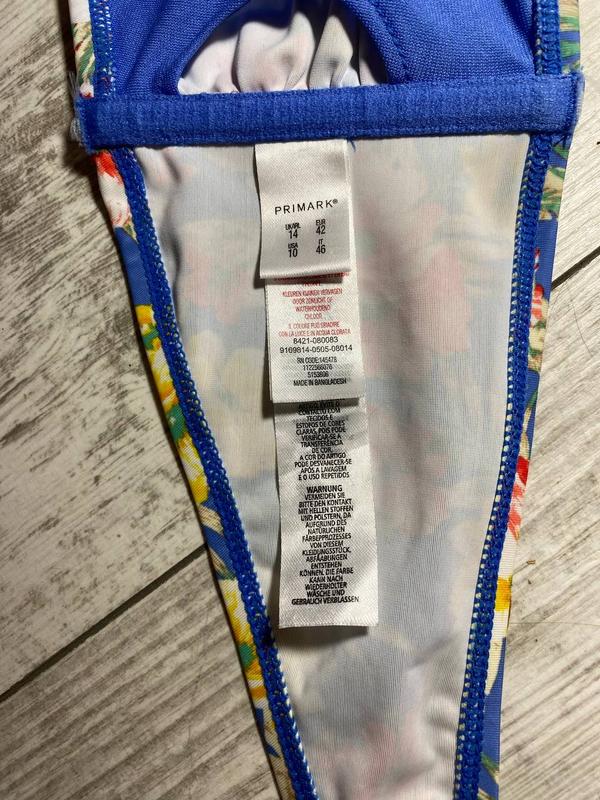 PRIMARK®
UK/IRL EUR
14 42
USA IT
10 46
KLEUREN KUNNEN VERVAGEN
DOOR ZONLICHT OF
WATERHOUDEND
CHLOOR
IL COLORE PUÒ SBIADIRE
CON LA LUCE E IN ACQUA CLORATA
8421-080083
9169814-0505-08014
RN CODE:145478
1122566076
5153806
MADE IN BANGLADESH
CONTACTO COM
TECIDOS E
ESTOFOS DE CORES
CLARAS, POIS PODE
VERIFICAR-SE A
TRANSFERÊNCIA
DE COR.
A COR DO ARTIGO
PODE DESVANECER-SE
APÓS A LAVAGEM
E O USO REPETIDOS
WARNUNG
VERMEIDEN SIE
BITTE DEN KONTAKT
MIT HELLEN STOFFEN
UND POLSTERN, DA
AUFGRUND DES
NATÜRLICHEN
FÄRBEPROZESSES
VON DIESEM
KLEIDUNGSSTÜCK,
ABFÄRBUNGEN
ENTSTEHEN
KÖNNEN. DIE FARBE
KANN NACH
WIEDERHOLTER
WÄSCHE UND
GEBRAUCH VERBLASSEN